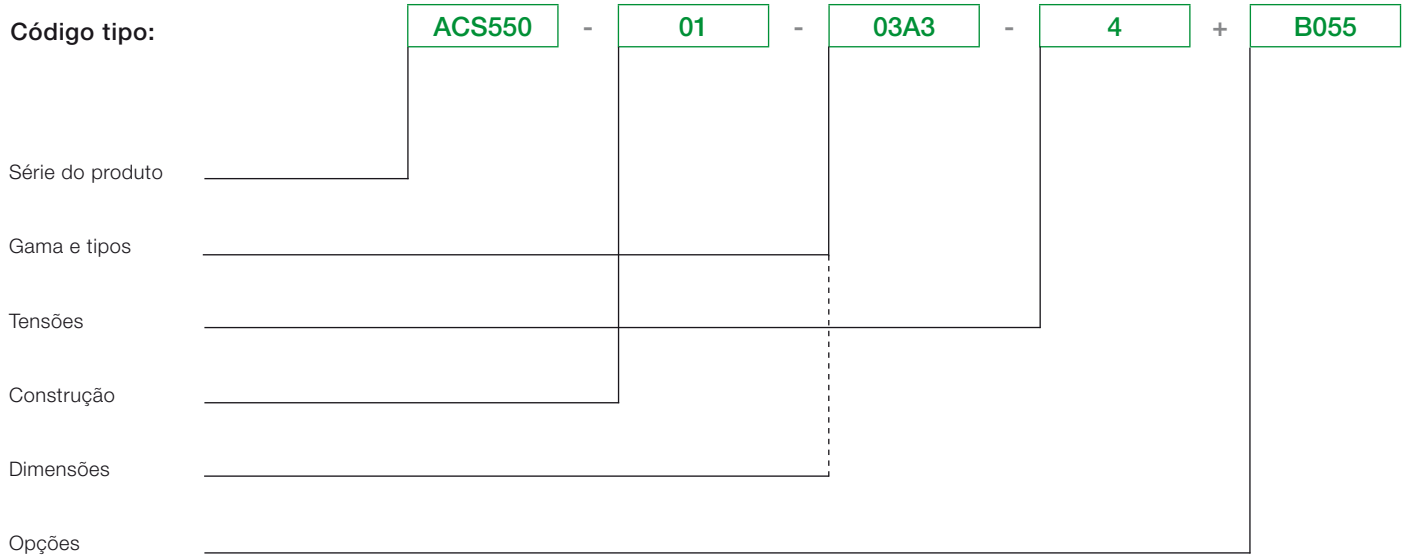 Código tipo: ACS550 - 01 - 03A3 - 4 + B055
Série do produto
Gama e tipos
Tensões
Construção
Dimensões
Opções